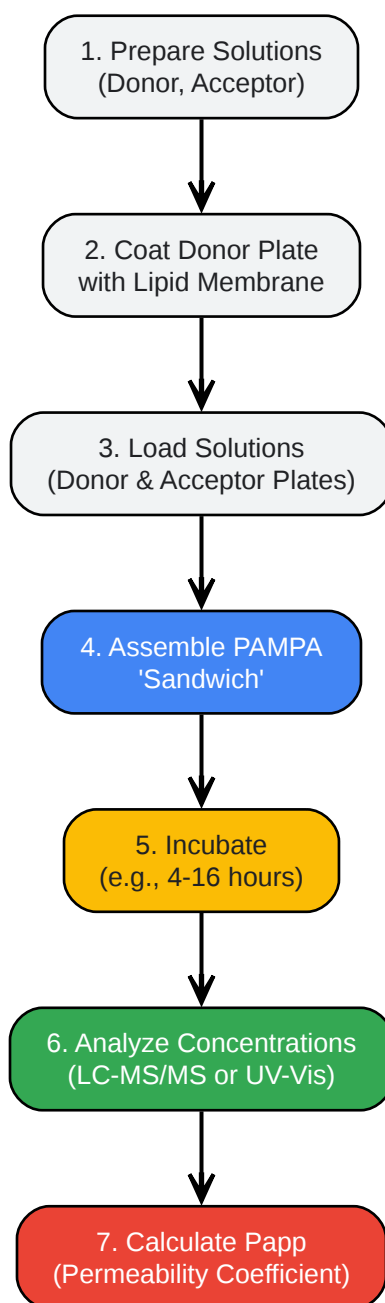 1. Prepare Solutions
(Donor, Acceptor)
2. Coat Donor Plate
with Lipid Membrane
3. Load Solutions
(Donor & Acceptor Plates)
4. Assemble PAMPA
'Sandwich'
5. Incubate
(e.g., 4-16 hours)
6. Analyze Concentrations
(LC-MS/MS or UV-Vis)
7. Calculate Papp
(Permeability Coefficient)